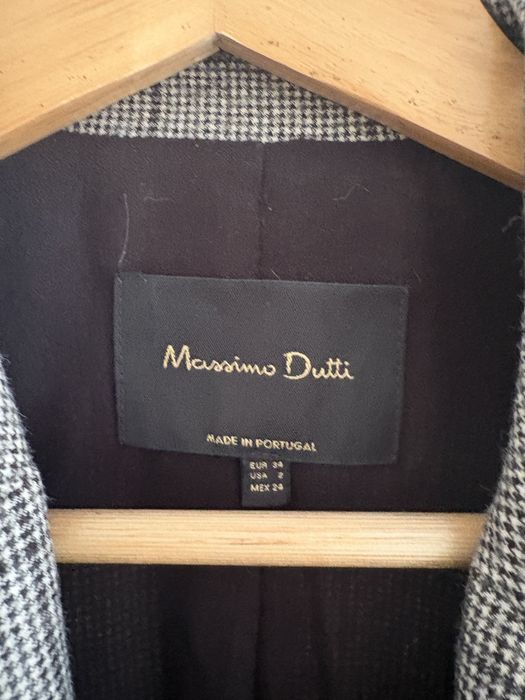 Massimo Dutti
MADE IN PORTUGAL
EUR 34
USA 2
MEX 24